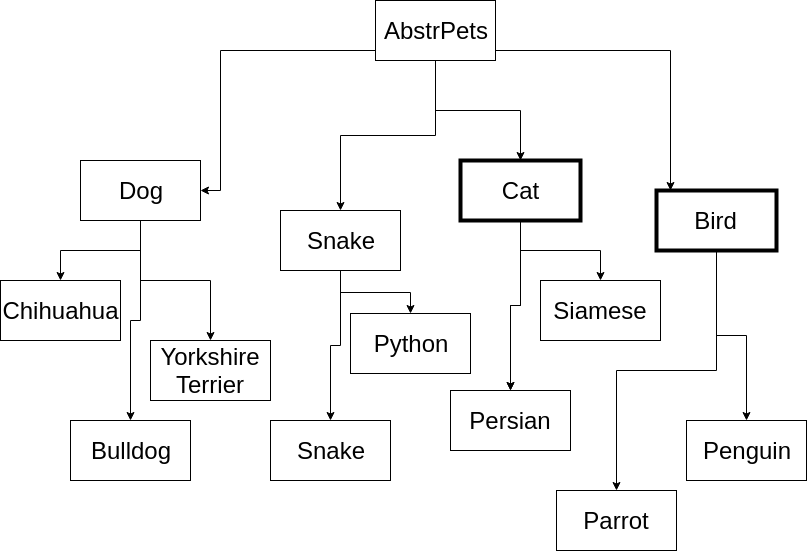 AbstrPets
Dog
Cat
Bird
Snake
Chihuahua
Siamese
Python
Yorkshire
Terrier
Persian
Bulldog
Snake
Penguin
Parrot